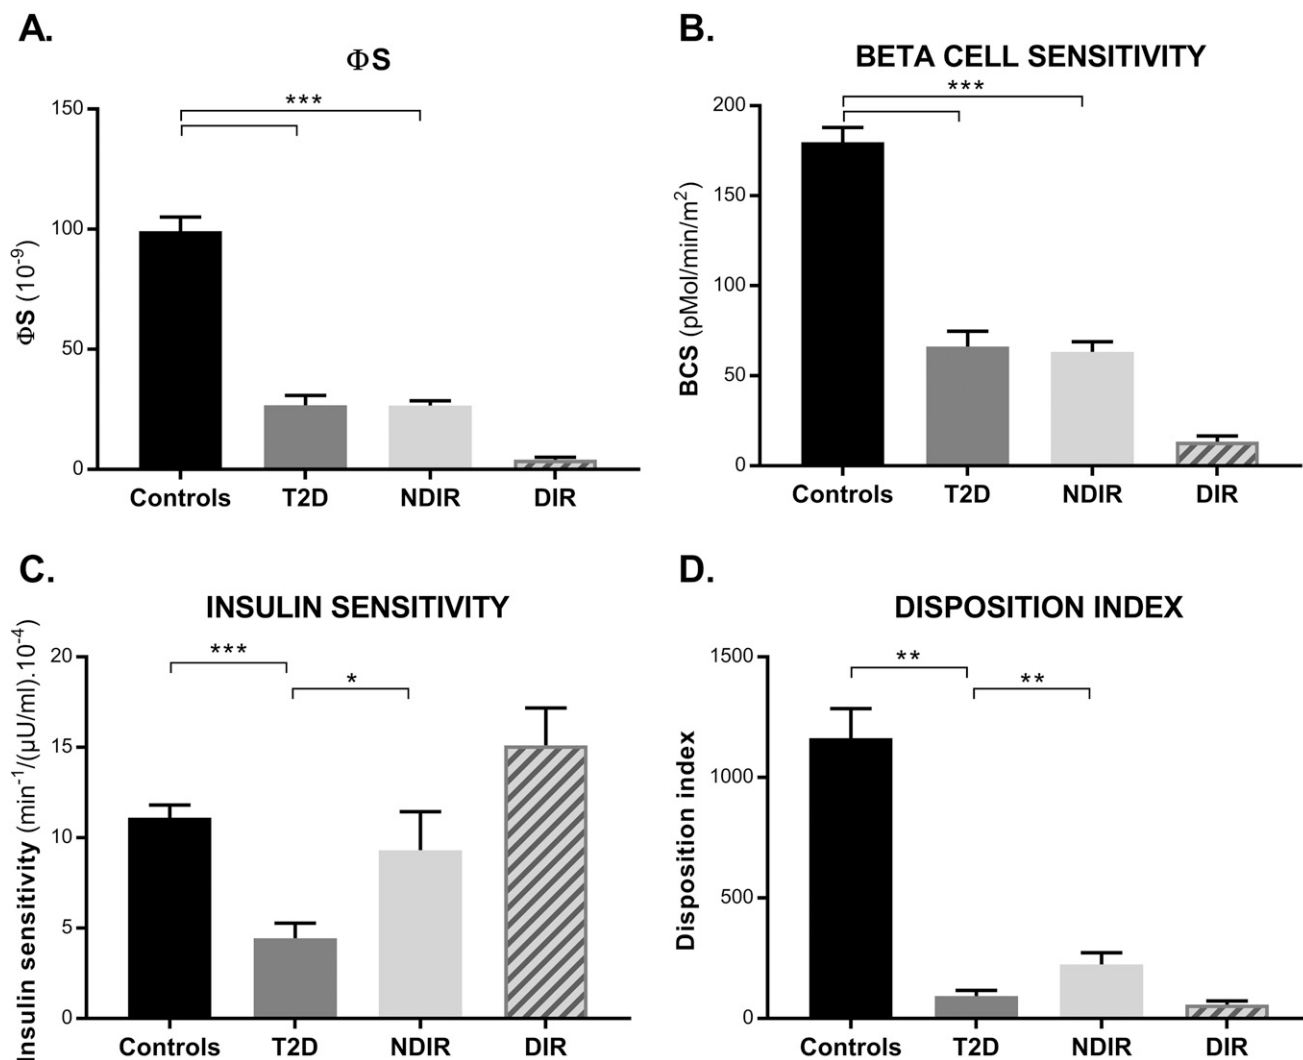 A.
ΦS
***
150
100
50
0
ΦS (10⁻⁹)
Controls T2D NDIR DIR
B.
BETA CELL SENSITIVITY
***
200
150
100
50
0
BCS (pMol/min/m²)
Controls T2D NDIR DIR
C.
INSULIN SENSITIVITY
***
*
20
15
10
5
0
Insulin sensitivity (min⁻¹/(µU/ml).10⁻⁴)
Controls T2D NDIR DIR
D.
DISPOSITION INDEX
**
**
1500
1000
500
0
Disposition index
Controls T2D NDIR DIR